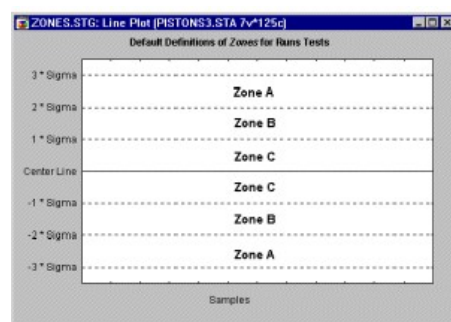 ZONES.STG: Line Plot (PISTONS3.STA 7v*125c)
Default Definitions of Zones for Runs Tests
3 * Sigma
Zone A
2 * Sigma
Zone B
1 * Sigma
Zone C
Center Line
Zone C
-1 * Sigma
Zone B
-2 * Sigma
Zone A
-3 * Sigma
Samples